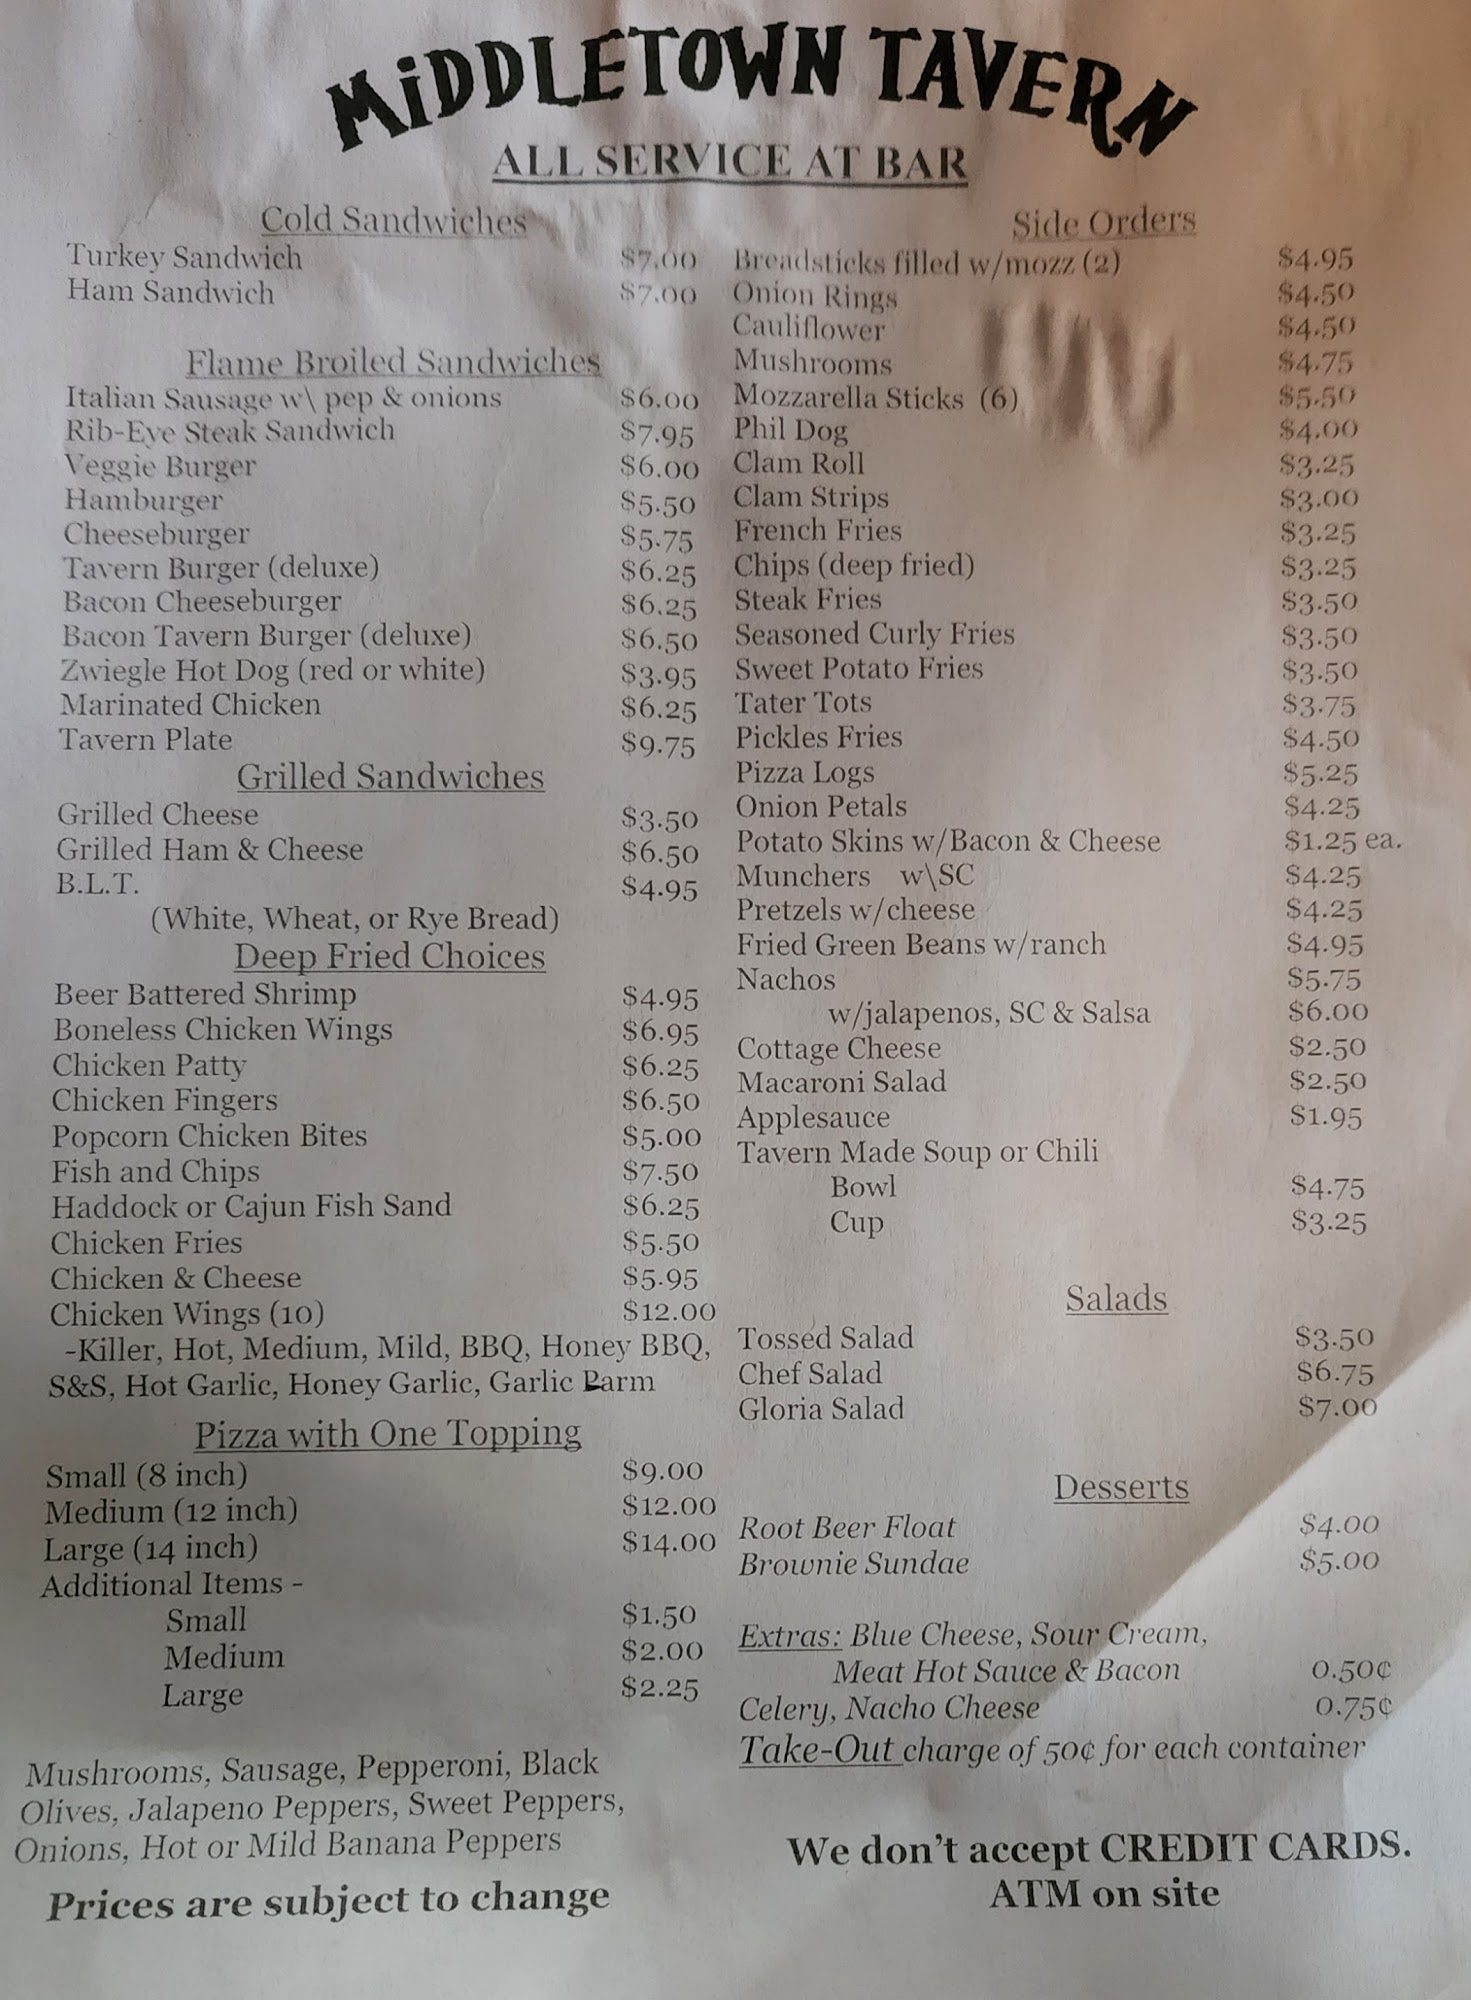 MiDDLETOWN TAVERN
ALL SERVICE AT BAR
Cold Sandwiches
Turkey Sandwich $7.00
Ham Sandwich $7.00
Flame Broiled Sandwiches
Italian Sausage w\ pep & onions $6.00
Rib-Eye Steak Sandwich $7.95
Veggie Burger $6.00
Hamburger $5.50
Cheeseburger $5.75
Tavern Burger (deluxe) $6.25
Bacon Cheeseburger $6.25
Bacon Tavern Burger (deluxe) $6.50
Zwiegle Hot Dog (red or white) $3.95
Marinated Chicken $6.25
Tavern Plate $9.75
Grilled Sandwiches
Grilled Cheese $3.50
Grilled Ham & Cheese $6.50
B.L.T. $4.95
(White, Wheat, or Rye Bread)
Deep Fried Choices
Beer Battered Shrimp $4.95
Boneless Chicken Wings $6.95
Chicken Patty $6.25
Chicken Fingers $6.50
Popcorn Chicken Bites $5.00
Fish and Chips $7.50
Haddock or Cajun Fish Sand $6.25
Chicken Fries $5.50
Chicken & Cheese $5.95
Chicken Wings (10) $12.00
-Killer, Hot, Medium, Mild, BBQ, Honey BBQ,
S&S, Hot Garlic, Honey Garlic, Garlic Parm
Pizza with One Topping
Small (8 inch) $9.00
Medium (12 inch) $12.00
Large (14 inch) $14.00
Additional Items -
Small $1.50
Medium $2.00
Large $2.25
Mushrooms, Sausage, Pepperoni, Black
Olives, Jalapeno Peppers, Sweet Peppers,
Onions, Hot or Mild Banana Peppers
Prices are subject to change
Side Orders
Breadsticks filled w/mozz (2) $4.95
Onion Rings $4.50
Cauliflower $4.50
Mushrooms $4.75
Mozzarella Sticks (6) $5.50
Phil Dog $4.00
Clam Roll $3.25
Clam Strips $3.00
French Fries $3.25
Chips (deep fried) $3.25
Steak Fries $3.50
Seasoned Curly Fries $3.50
Sweet Potato Fries $3.50
Tater Tots $3.75
Pickles Fries $4.50
Pizza Logs $5.25
Onion Petals $4.25
Potato Skins w/Bacon & Cheese $1.25 ea.
Munchers w\SC $4.25
Pretzels w/cheese $4.25
Fried Green Beans w/ranch $4.95
Nachos $5.75
w/jalapenos, SC & Salsa $6.00
Cottage Cheese $2.50
Macaroni Salad $2.50
Applesauce $1.95
Tavern Made Soup or Chili
Bowl $4.75
Cup $3.25
Salads
Tossed Salad $3.50
Chef Salad $6.75
Gloria Salad $7.00
Desserts
Root Beer Float $4.00
Brownie Sundae $5.00
Extras: Blue Cheese, Sour Cream,
Meat Hot Sauce & Bacon 0.50¢
Celery, Nacho Cheese 0.75¢
Take-Out charge of 50¢ for each container
We don't accept CREDIT CARDS.
ATM on site